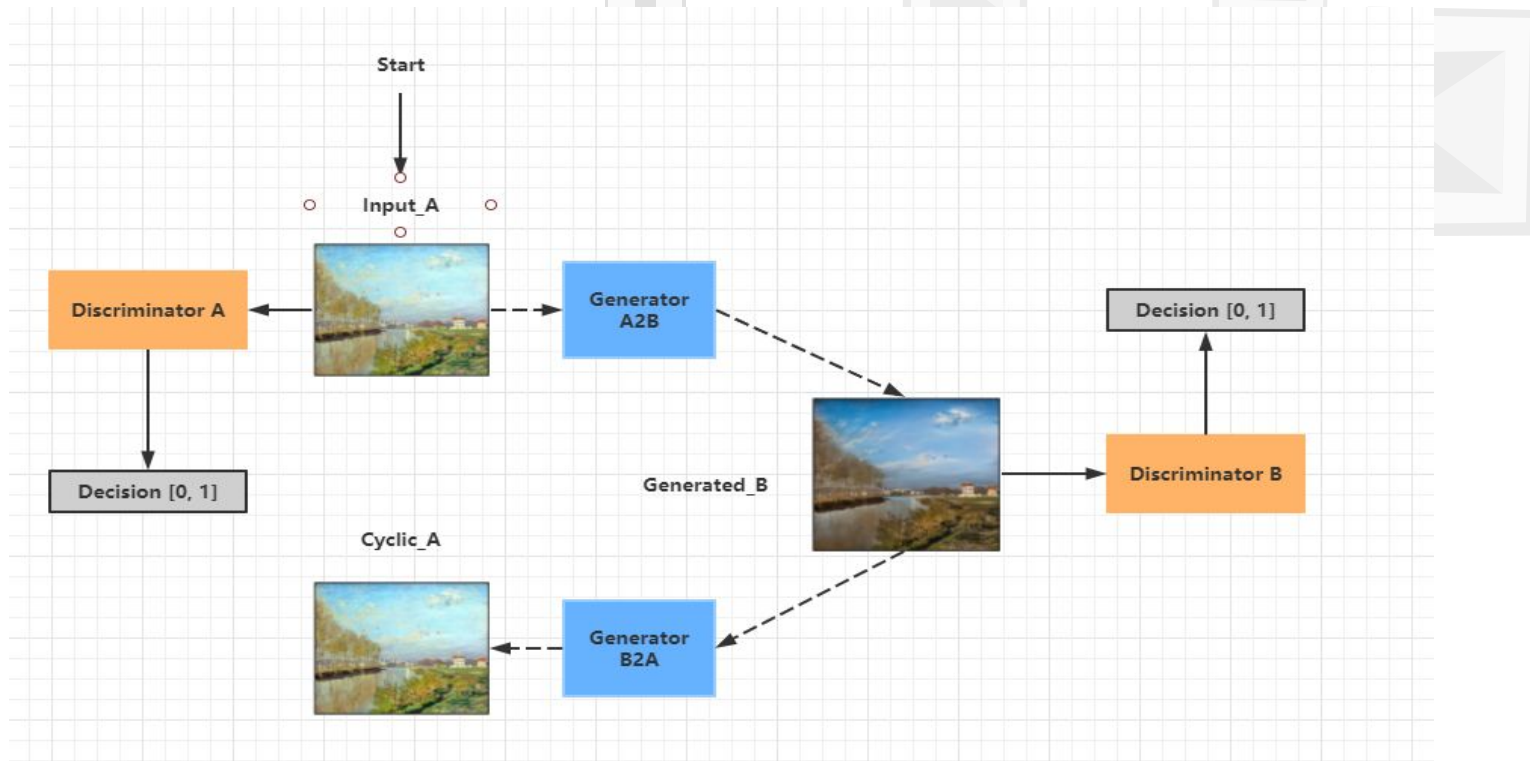 Start
Input_A
Discriminator A
Generator
A2B
Decision [0, 1]
Decision [0, 1]
Generated_B
Discriminator B
Cyclic_A
Generator
B2A